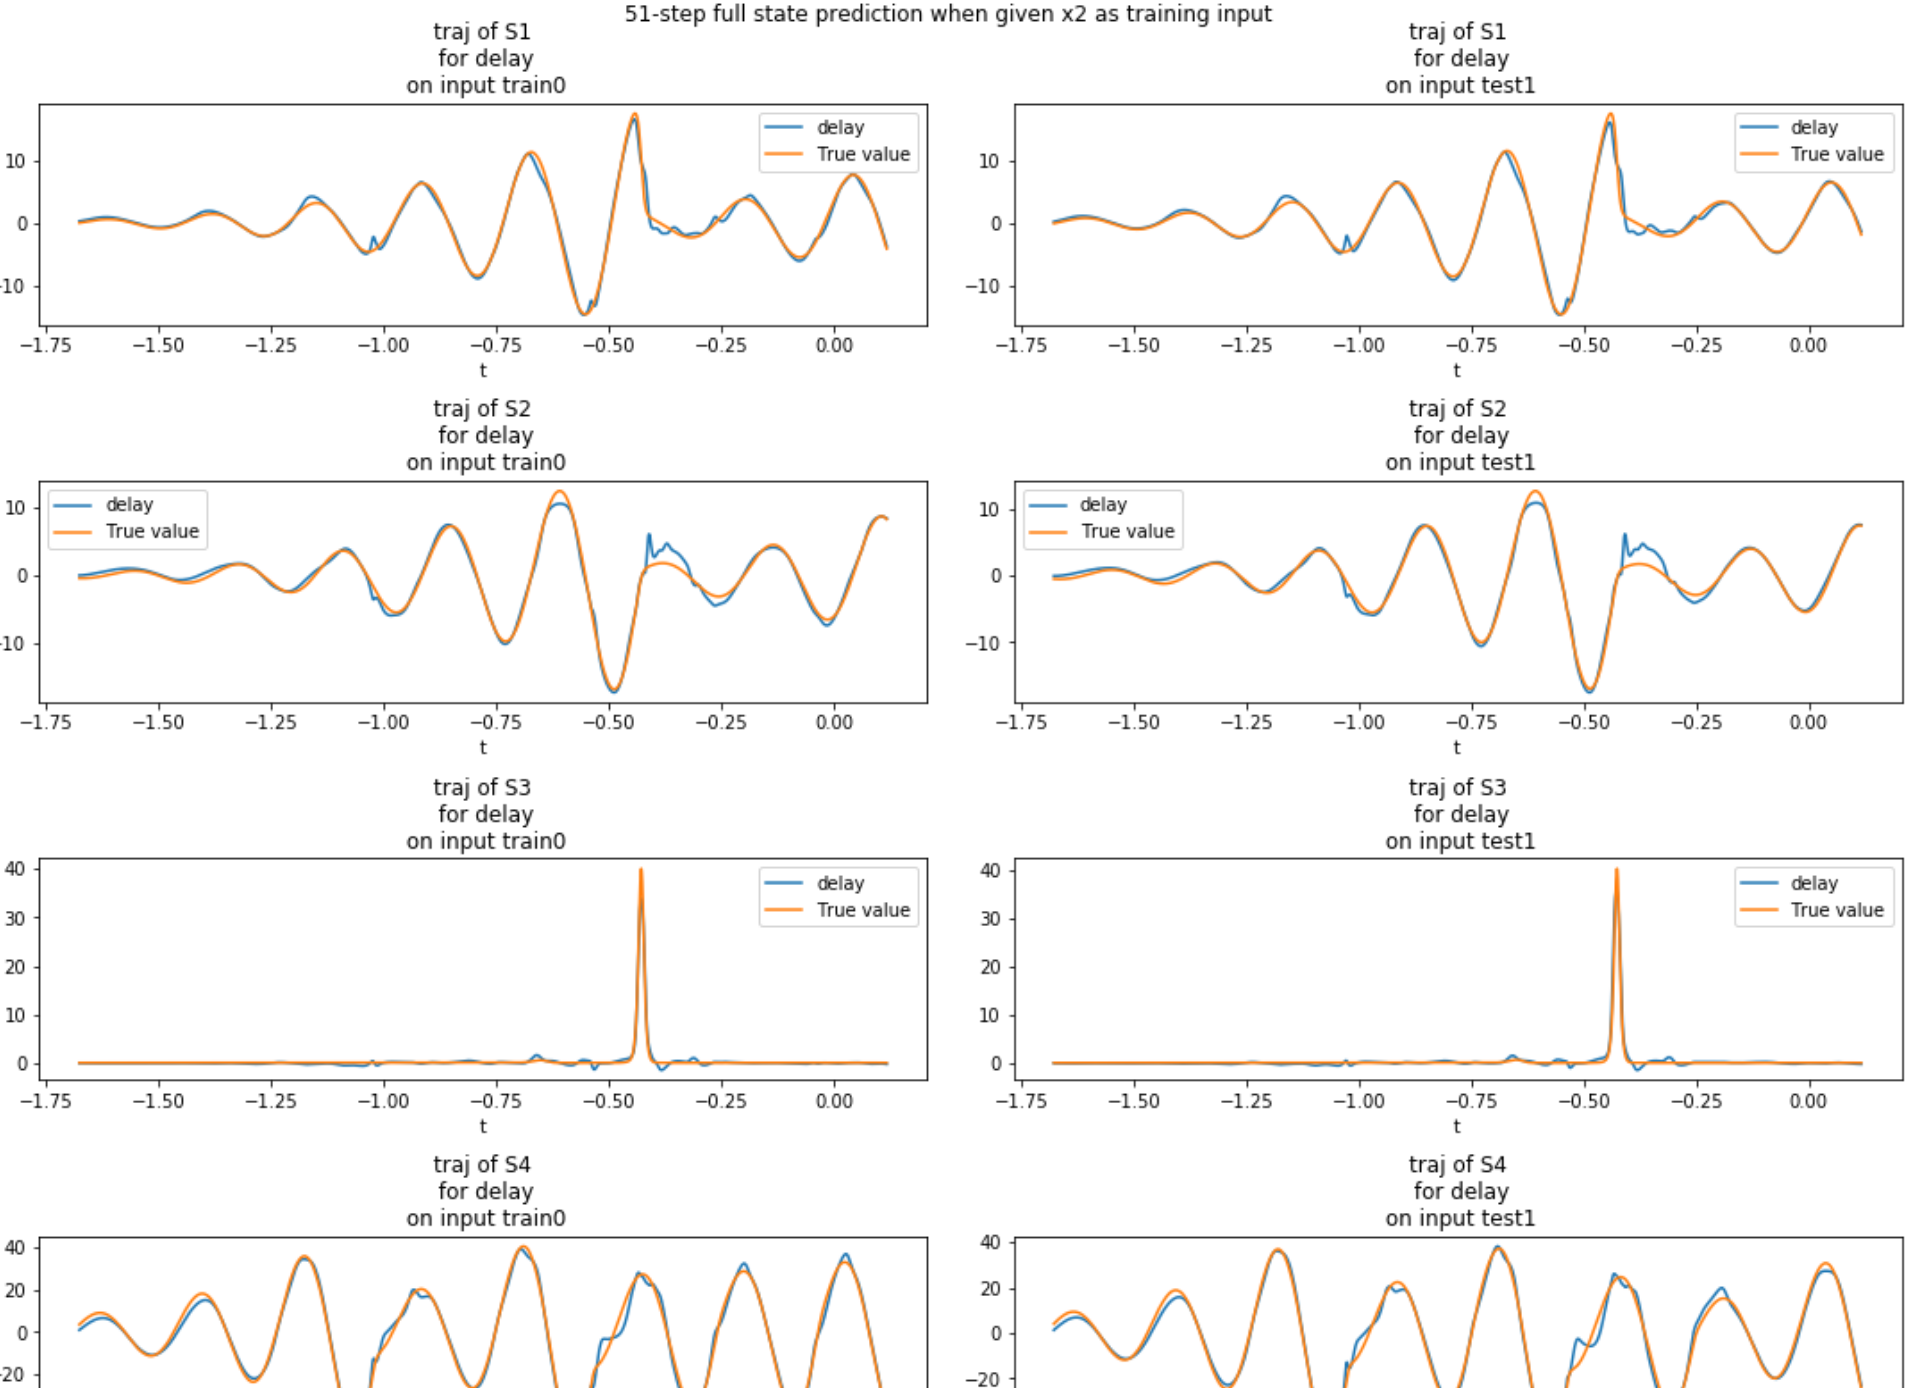 51-step full state prediction when given x2 as training input
traj of S1
for delay
on input train0
delay
True value
10
0
-10
−1.75 −1.50 −1.25 −1.00 −0.75 −0.50 −0.25 0.00
t
traj of S1
for delay
on input test1
delay
True value
10
0
−10
−1.75 −1.50 −1.25 −1.00 −0.75 −0.50 −0.25 0.00
t
traj of S2
for delay
on input train0
delay
True value
10
0
-10
−1.75 −1.50 −1.25 −1.00 −0.75 −0.50 −0.25 0.00
t
traj of S2
for delay
on input test1
delay
True value
10
0
−10
−1.75 −1.50 −1.25 −1.00 −0.75 −0.50 −0.25 0.00
t
traj of S3
for delay
on input train0
delay
True value
40
30
20
10
0
−1.75 −1.50 −1.25 −1.00 −0.75 −0.50 −0.25 0.00
t
traj of S3
for delay
on input test1
delay
True value
40
30
20
10
0
−1.75 −1.50 −1.25 −1.00 −0.75 −0.50 −0.25 0.00
t
traj of S4
for delay
on input train0
40
20
0
-20
traj of S4
for delay
on input test1
40
20
0
−20